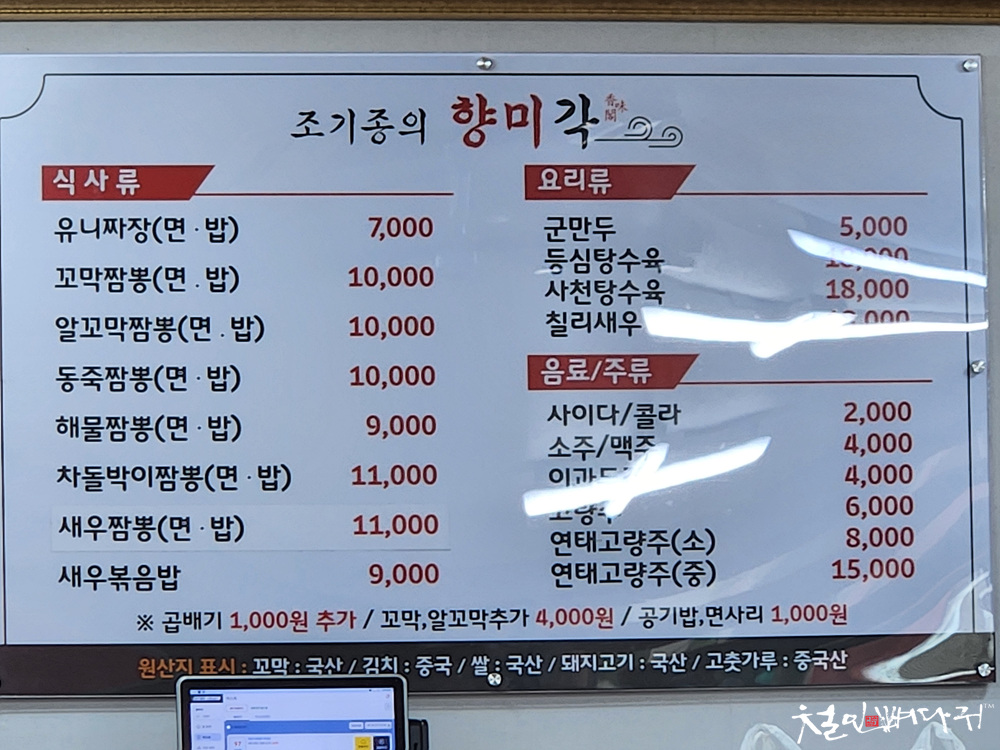 조기종의 향미각 香味閣
식사류
유니짜장(면·밥) 7,000
꼬막짬뽕(면.밥) 10,000
알꼬막짬뽕(면.밥) 10,000
동죽짬뽕(면·밥) 10,000
해물짬뽕(면·밥) 9,000
차돌박이짬뽕(면·밥) 11,000
새우짬뽕(면·밥) 11,000
새우볶음밥 9,000
요리류
군만두 5,000
등심탕수육
사천탕수육 18,000
칠리새우
음료/주류
사이다/콜라 2,000
소주/맥주 4,000
4,000
고량주 6,000
연태고량주(소) 8,000
연태고량주(중) 15,000
※ 곱배기 1,000원 추가 / 꼬막,알꼬막추가 4,000원 / 공기밥,면사리 1,000원
원산지 표시 : 꼬막 : 국산 / 김치 : 중국 / 쌀 : 국산 / 돼지고기 : 국산 / 고춧가루 : 중국산